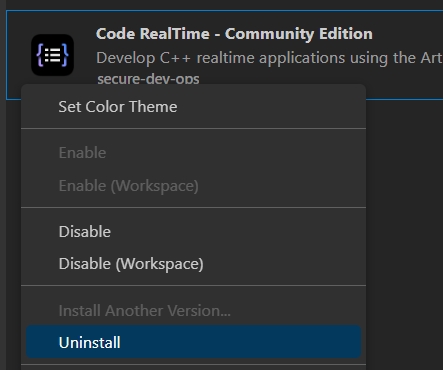 Code RealTime - Community Edition
Develop C++ realtime applications using the Art
secure-dev-ops
Set Color Theme
Enable
Enable (Workspace)
Disable
Disable (Workspace)
Install Another Version...
Uninstall